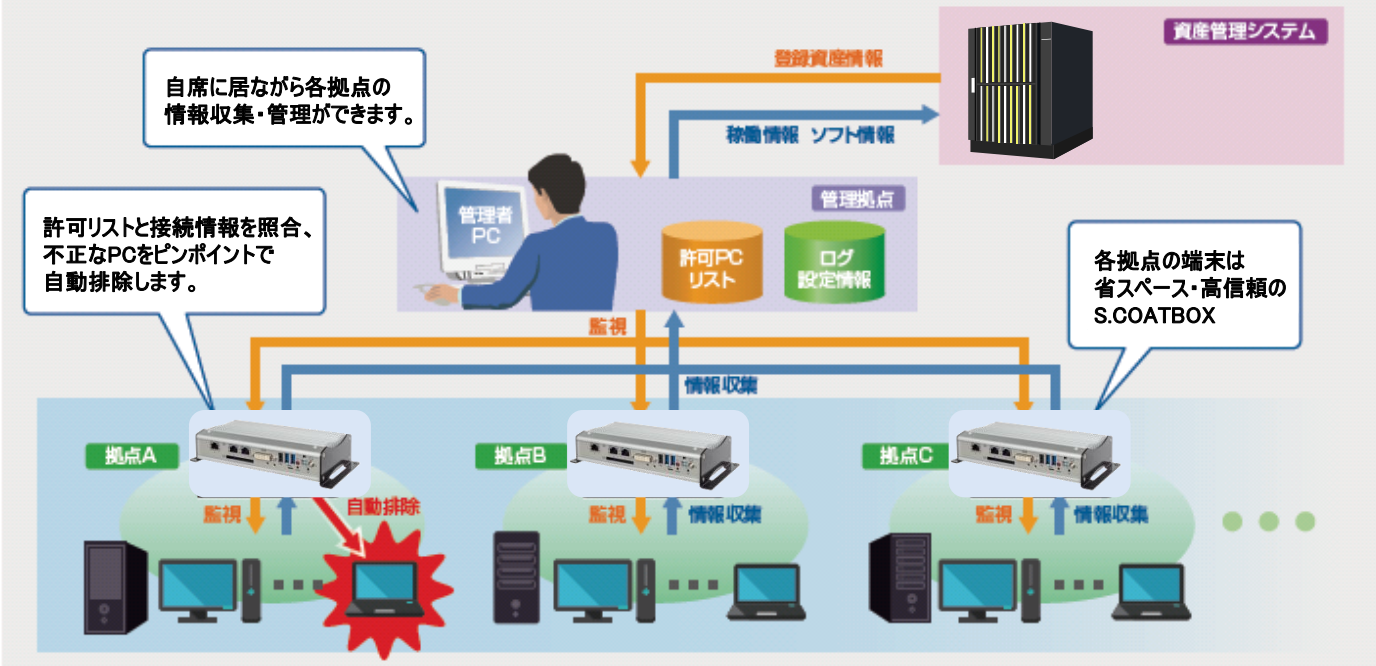 資産管理システム
登録資産情報
自席に居ながら各拠点の
情報収集・管理ができます。
稼働情報 ソフト情報
管理拠点
管理者
PC
許可PC
リスト
ログ
設定情報
許可リストと接続情報を照合、
不正なPCをピンポイントで
自動排除します。
各拠点の端末は
省スペース・高信頼の
S.COATBOX
監視
情報収集
拠点A
拠点B
拠点C
監視
自動排除
監視
情報収集
監視
情報収集